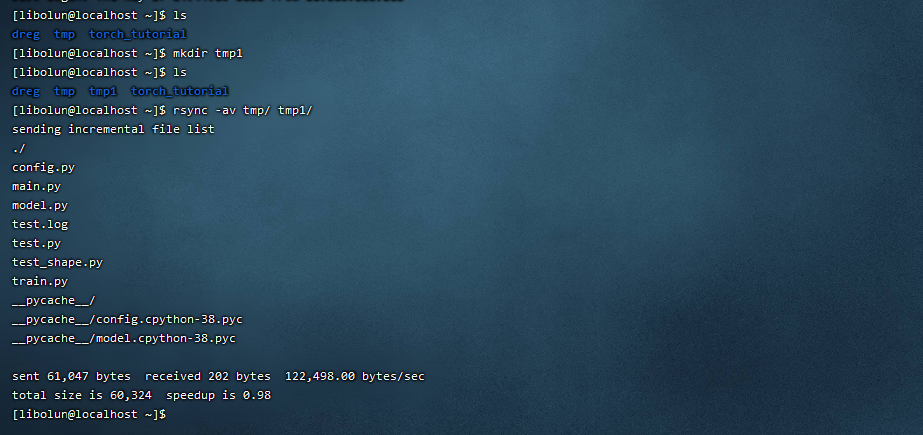 [libolun@localhost ~]$ ls
dreg  tmp  torch_tutorial
[libolun@localhost ~]$ mkdir tmp1
[libolun@localhost ~]$ ls
dreg  tmp  tmp1  torch_tutorial
[libolun@localhost ~]$ rsync -av tmp/ tmp1/
sending incremental file list
./
config.py
main.py
model.py
test.log
test.py
test_shape.py
train.py
__pycache__/
__pycache__/config.cpython-38.pyc
__pycache__/model.cpython-38.pyc
sent 61,047 bytes  received 202 bytes  122,498.00 bytes/sec
total size is 60,324  speedup is 0.98
[libolun@localhost ~]$